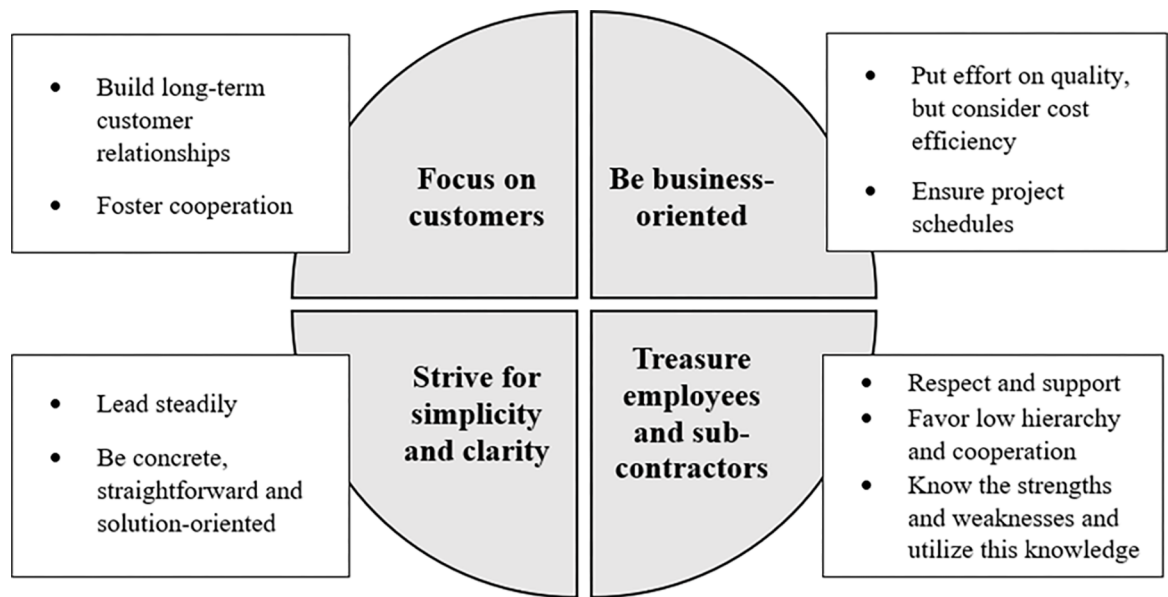 • Build long-term
customer
relationships
• Foster cooperation
Focus on
customers
Be business-
oriented
• Put effort on quality,
but consider cost
efficiency
• Ensure project
schedules
• Lead steadily
• Be concrete,
straightforward and
solution-oriented
Strive for
simplicity
and clarity
Treasure
employees
and sub-
contractors
• Respect and support
• Favor low hierarchy
and cooperation
• Know the strengths
and weaknesses and
utilize this knowledge